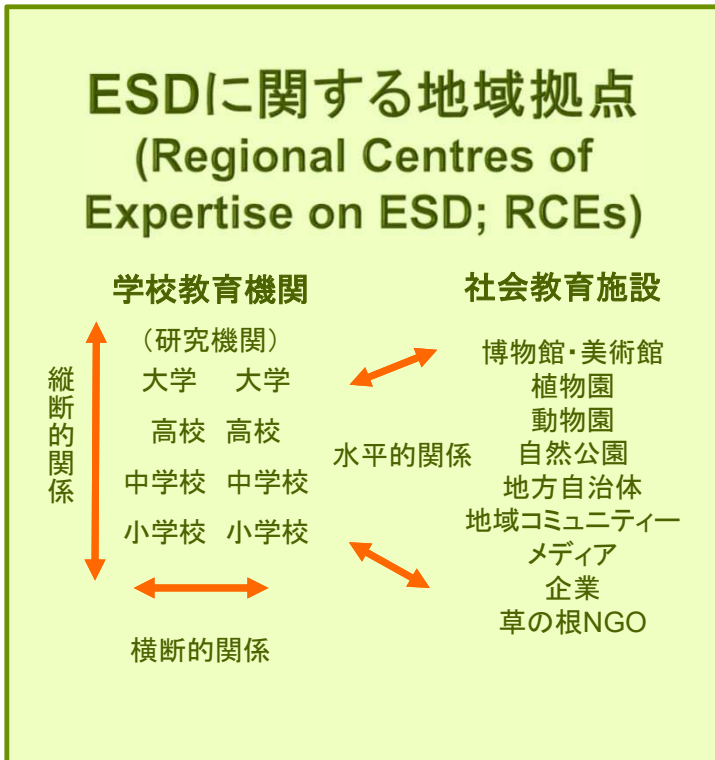 ESDに関する地域拠点
(Regional Centres of
Expertise on ESD; RCEs)
学校教育機関
社会教育施設
縦断的関係
（研究機関）
大学 大学
高校 高校
中学校 中学校
小学校 小学校
横断的関係
水平的関係
博物館・美術館
植物園
動物園
自然公園
地方自治体
地域コミュニティー
メディア
企業
草の根NGO